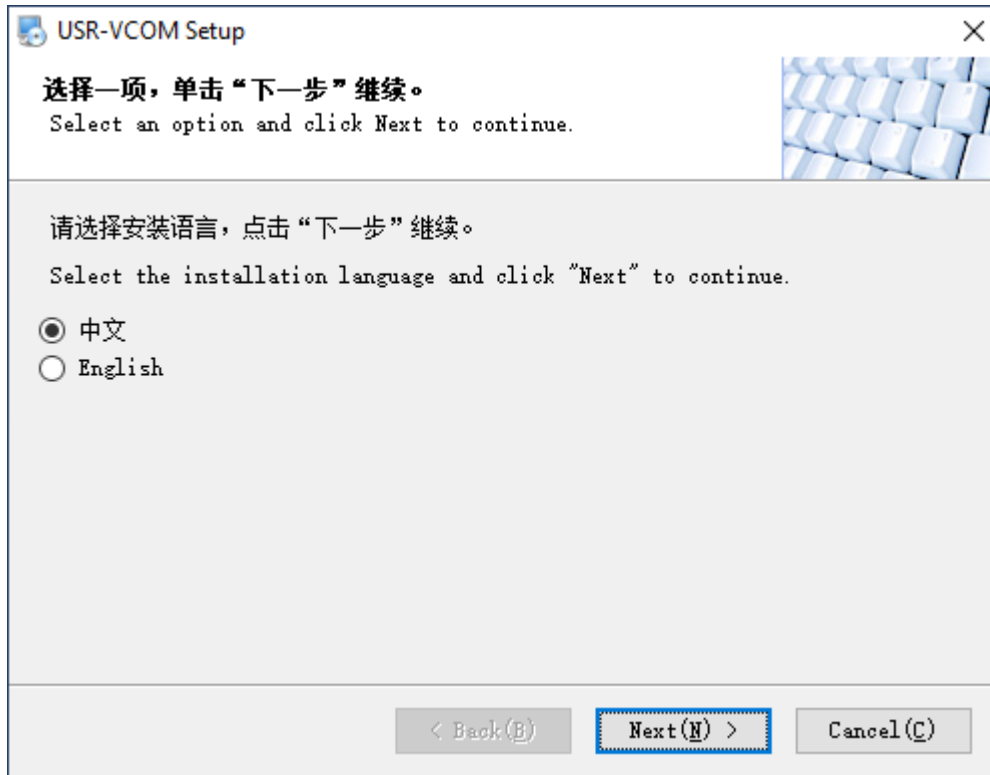 USR-VCOM Setup
选择一项，单击“下一步”继续。
Select an option and click Next to continue.
请选择安装语言，点击“下一步”继续。
Select the installation language and click "Next" to continue.
中文
English
< Back(B)
Next(N) >
Cancel(C)